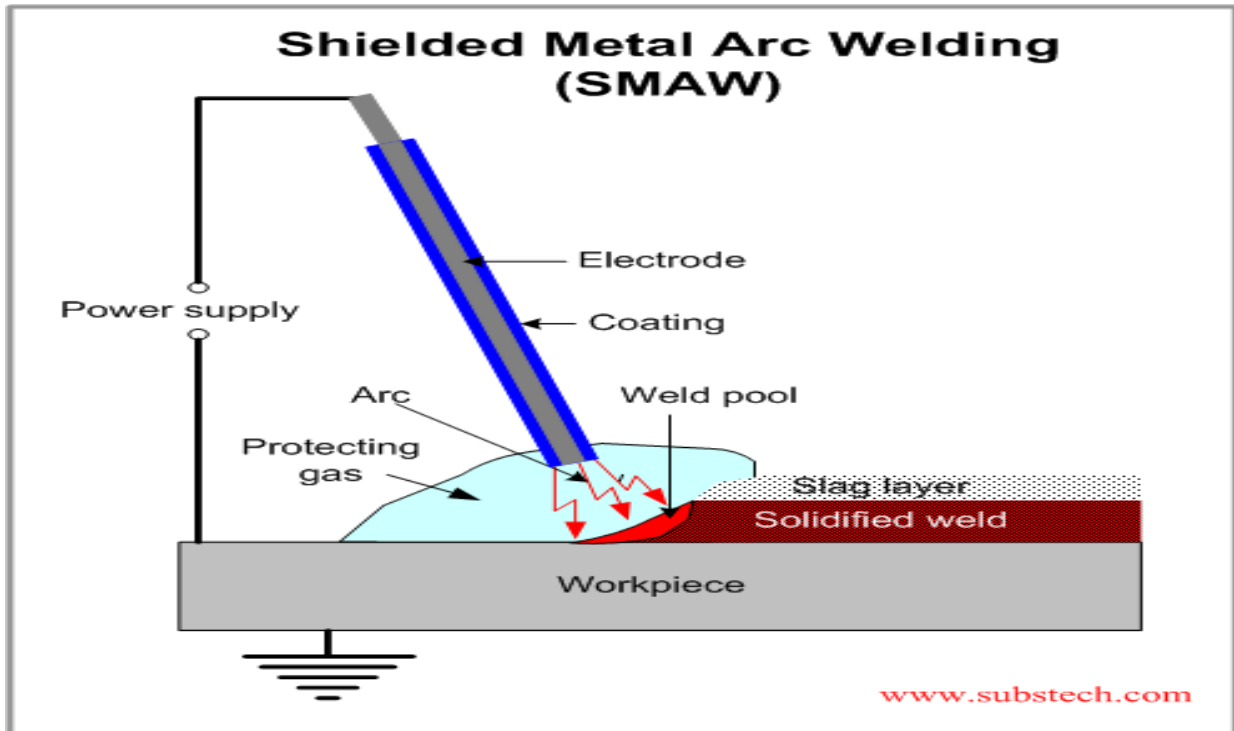 Shielded Metal Arc Welding
(SMAW)
Electrode
Power supply
Coating
Arc
Weld pool
Protecting
gas
Slag layer
Solidified weld
Workpiece
www.substech.com